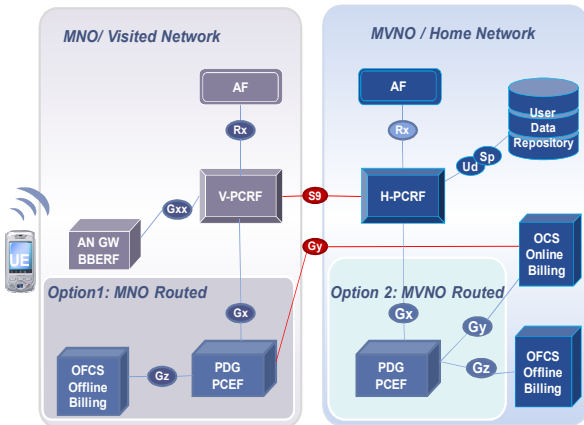 MNO/ Visited Network
MVNO / Home Network
AF
AF
User
Data
Repository
Rx
Rx
Sp
Ud
V-PCRF
S9
H-PCRF
Gxx
AN GW
BBERF
UE
Gy
OCS
Online
Billing
Option1: MNO Routed
Option 2: MVNO Routed
Gx
Gx
Gy
OFCS
Offline
Billing
Gz
PDG
PCEF
PDG
PCEF
Gz
OFCS
Offline
Billing